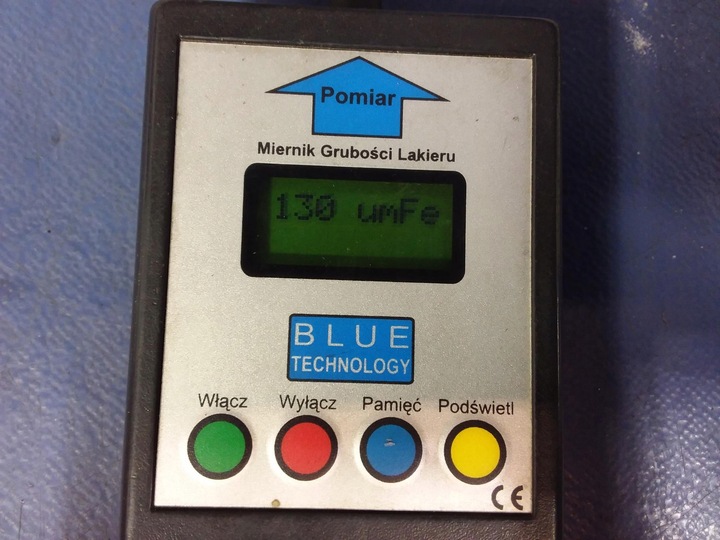 Pomiar
Miernik Grubości Lakieru
130 umFe
BLUE
TECHNOLOGY
Włącz Wyłącz Pamięć Podświetl
CE